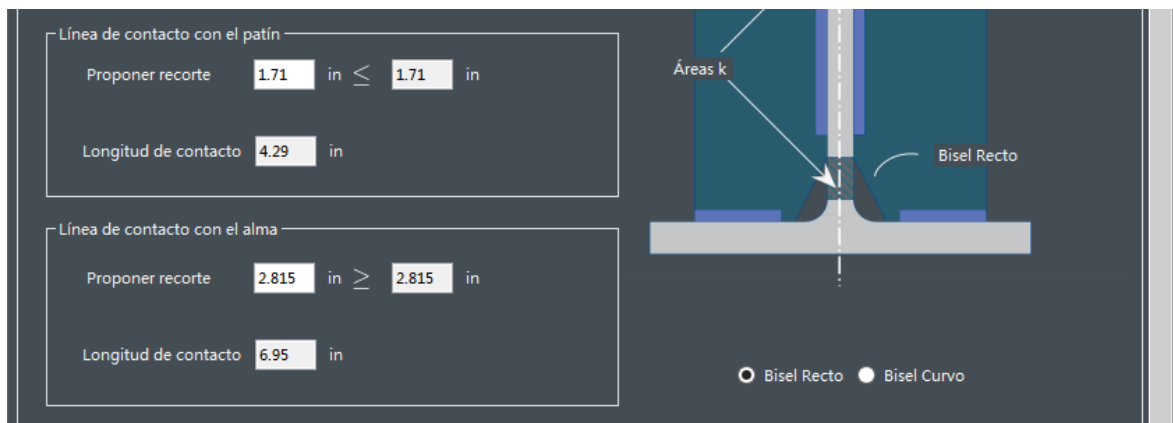 Línea de contacto con el patín
Proponer recorte 1.71 in ≤ 1.71 in
Longitud de contacto 4.29 in
Línea de contacto con el alma
Proponer recorte 2.815 in ≥ 2.815 in
Longitud de contacto 6.95 in
Áreas k
Bisel Recto
Bisel Recto Bisel Curvo